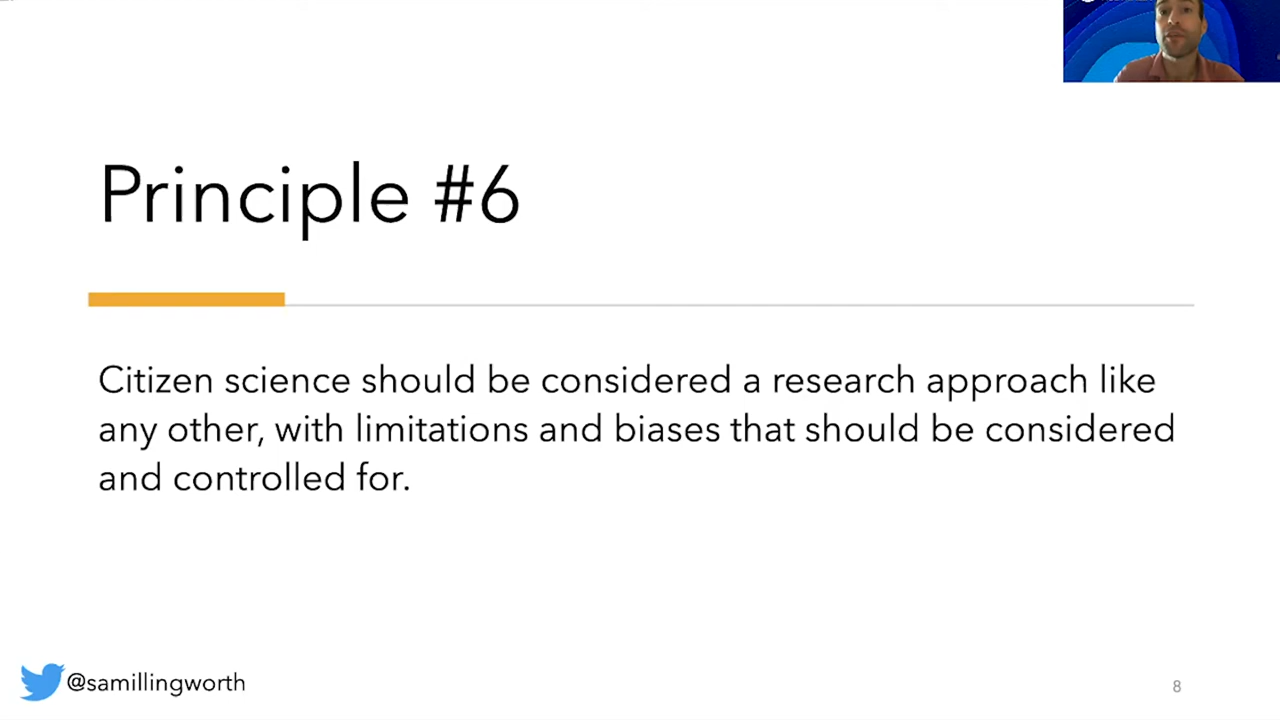 Principle #6
Citizen science should be considered a research approach like
any other, with limitations and biases that should be considered
and controlled for.
@samillingworth
8